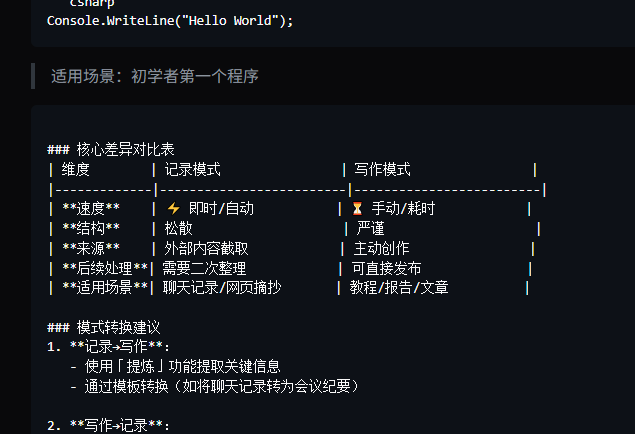 csharp
Console.WriteLine("Hello World");
适用场景：初学者第一个程序
### 核心差异对比表
| 维度 | 记录模式 | 写作模式 |
|-------------|--------------------------|--------------------------|
| **速度** | ⚡ 即时/自动 | ⏳ 手动/耗时 |
| **结构** | 松散 | 严谨 |
| **来源** | 外部内容截取 | 主动创作 |
| **后续处理**| 需要二次整理 | 可直接发布 |
| **适用场景**| 聊天记录/网页摘抄 | 教程/报告/文章 |
### 模式转换建议
1. **记录→写作**：
- 使用「提炼」功能提取关键信息
- 通过模板转换（如将聊天记录转为会议纪要）
2. **写作→记录**：